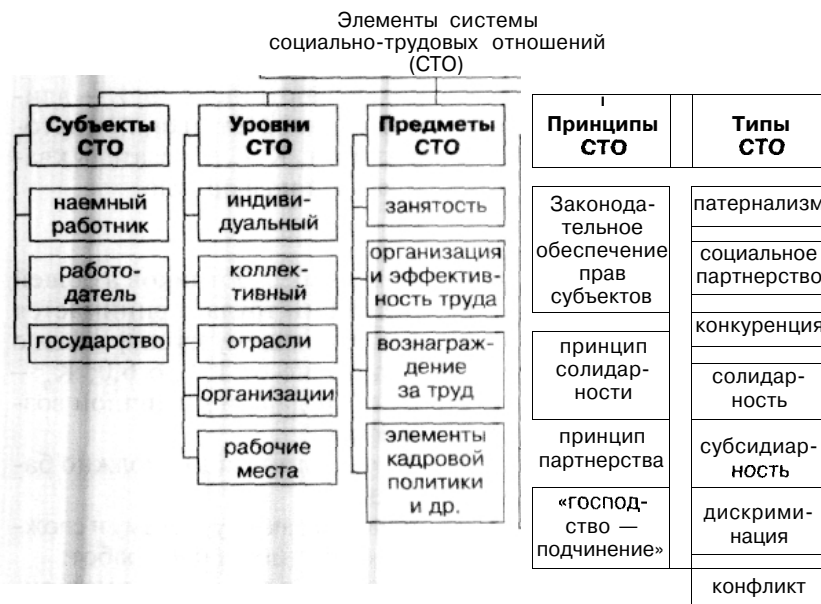 Элементы системы
социально-трудовых отношений
(СТО)
Субъекты
СТО
наемный
работник
работо-
датель
государство
Уровни
СТО
индиви-
дуальный
коллек-
тивный
отрасли
организации
рабочие
места
Предметы
СТО
занятость
организация
и эффектив-
ность труда
вознаграж-
дение
за труд
элементы
кадровой
политики
и др.
Принципы
СТО
Законода-
тельное
обеспечение
прав
субъектов
принцип
солидар-
ности
принцип
партнерства
«господ-
ство —
подчинение»
Типы
СТО
патернализм
социальное
партнерство
конкуренция
солидар-
ность
субсидиар-
ность
дискрими-
нация
конфликт